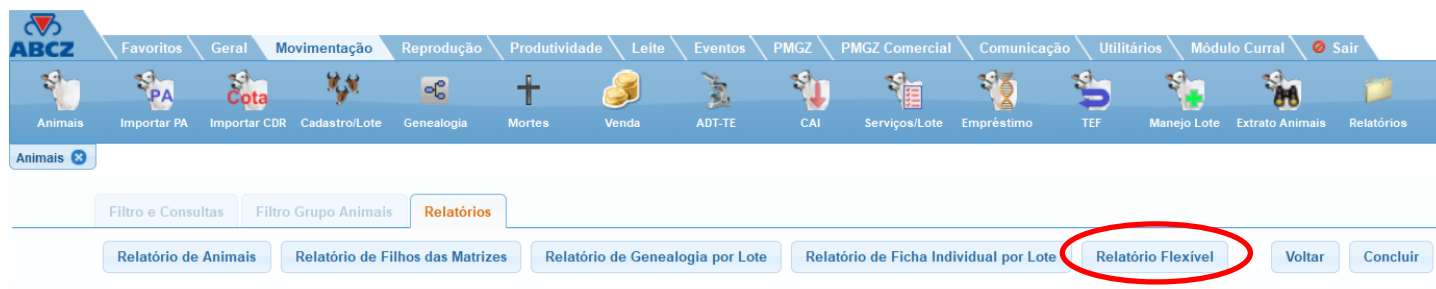 ABCZ
Favoritos Geral Movimentação Reprodução Produtividade Leite Eventos PMGZ PMGZ Comercial Comunicação Utilitários Módulo Curral Sair
PA Cota
Animais Importar PA Importar CDR Cadastro/Lote Genealogia Mortes Venda ADT-TE CAI Serviços/Lote Empréstimo TEF Manejo Lote Extrato Animais Relatórios
Animais
Filtro e Consultas Filtro Grupo Animais Relatórios
Relatório de Animais Relatório de Filhos das Matrizes Relatório de Genealogia por Lote Relatório de Ficha Individual por Lote Relatório Flexível Voltar Concluir